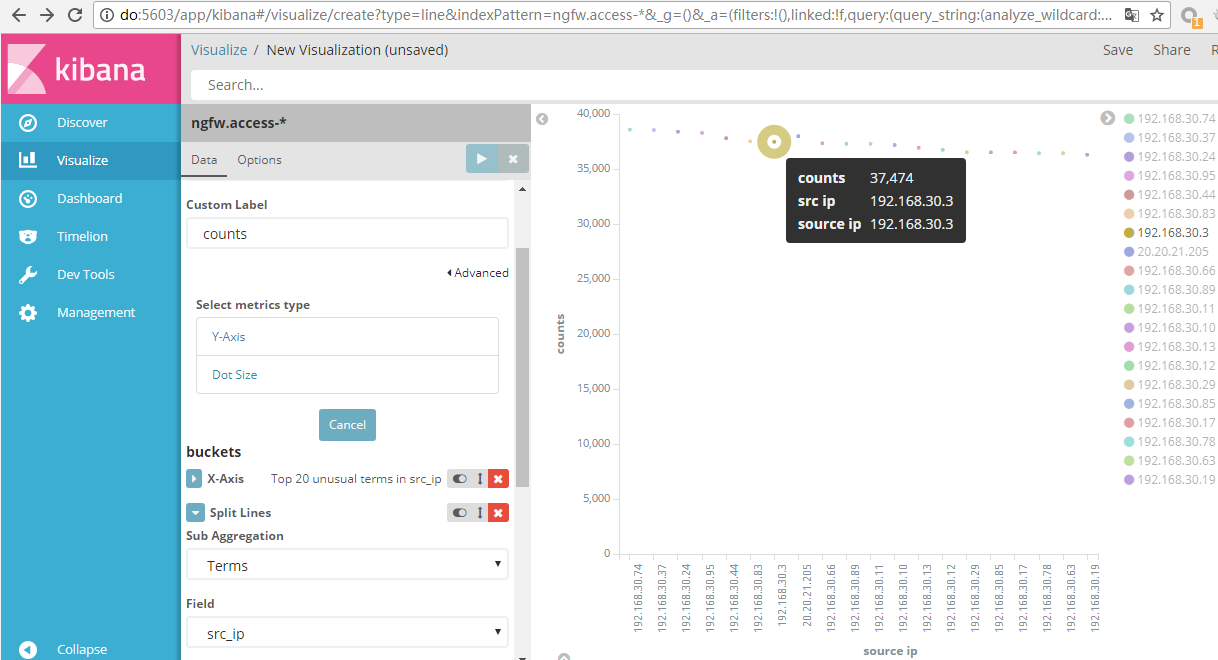 do:5603/app/kibana#/visualize/create?type=line&indexPattern=ngfw.access-*&_g=()&_a=(filters:!(),linked:!f,query:(query_string:(analyze_wildcard:...
1
kibana
Discover
Visualize
Dashboard
Timelion
Dev Tools
Management
Collapse
Visualize / New Visualization (unsaved)
Save Share R
Search...
ngfw.access-*
Data Options
Custom Label
counts
Advanced
Select metrics type
Y-Axis
Dot Size
Cancel
buckets
X-Axis Top 20 unusual terms in src_ip
Split Lines
Sub Aggregation
Terms
Field
src_ip
counts
40,000
35,000
30,000
25,000
20,000
15,000
10,000
5,000
0
counts 37,474
src ip 192.168.30.3
source ip 192.168.30.3
192.168.30.74
192.168.30.37
192.168.30.24
192.168.30.95
192.168.30.44
192.168.30.83
192.168.30.3
20.20.21.205
192.168.30.66
192.168.30.89
192.168.30.11
192.168.30.10
192.168.30.13
192.168.30.12
192.168.30.29
192.168.30.85
192.168.30.17
192.168.30.78
192.168.30.63
192.168.30.19
source ip
192.168.30.74
192.168.30.37
192.168.30.24
192.168.30.95
192.168.30.44
192.168.30.83
192.168.30.3
20.20.21.205
192.168.30.66
192.168.30.89
192.168.30.11
192.168.30.10
192.168.30.13
192.168.30.12
192.168.30.29
192.168.30.85
192.168.30.17
192.168.30.78
192.168.30.63
192.168.30.19